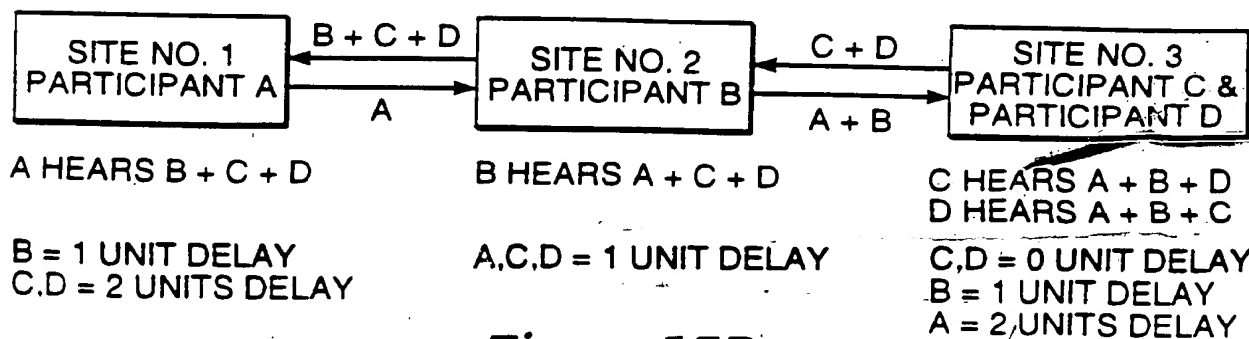 SITE NO. 1
PARTICIPANT A
B + C + D
A
SITE NO. 2
PARTICIPANT B
C + D
A + B
SITE NO. 3
PARTICIPANT C &
PARTICIPANT D
A HEARS B + C + D
B = 1 UNIT DELAY
C,D = 2 UNITS DELAY
B HEARS A + C + D
A,C,D = 1 UNIT DELAY
C HEARS A + B + D
D HEARS A + B + C
C,D = 0 UNIT DELAY
B = 1 UNIT DELAY
A = 2 UNITS DELAY